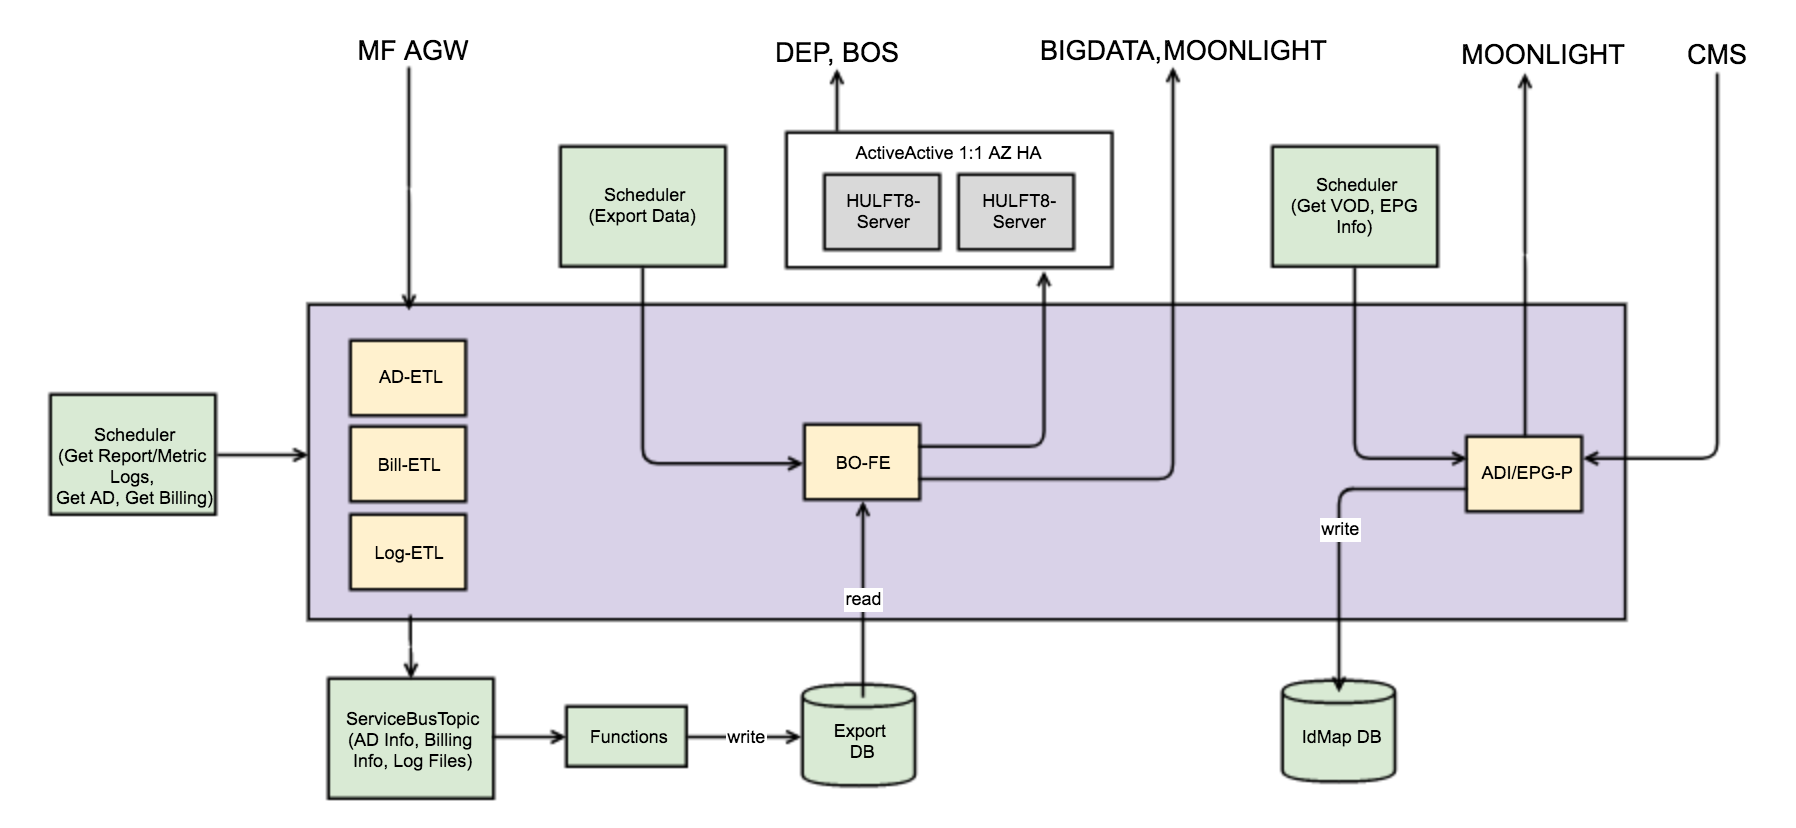 MF AGW
DEP, BOS
BIGDATA,MOONLIGHT
MOONLIGHT
CMS
Scheduler
(Export Data)
ActiveActive 1:1 AZ HA
HULFT8-
Server
HULFT8-
Server
Scheduler
(Get VOD, EPG
Info)
AD-ETL
Scheduler
(Get Report/Metric
Logs,
Get AD, Get Billing)
Bill-ETL
Log-ETL
BO-FE
ADI/EPG-P
write
read
ServiceBusTopic
(AD Info, Billing
Info, Log Files)
Functions
write
Export
DB
IdMap DB